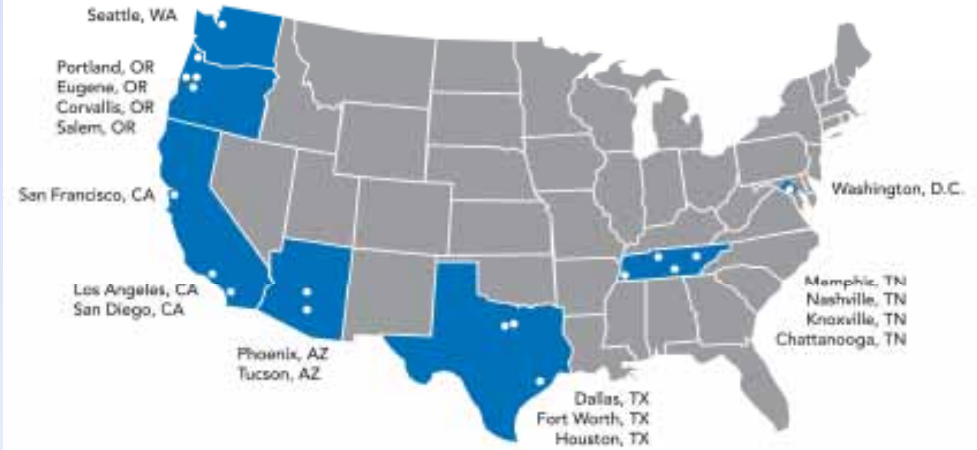 Seattle, WA
Portland, OR
Eugene, OR
Corvallis, OR
Salem, OR
San Francisco, CA
Washington, D.C.
Los Angeles, CA
San Diego, CA
Memphis, TN
Nashville, TN
Knoxville, TN
Chattanooga, TN
Phoenix, AZ
Tucson, AZ
Dallas, TX
Fort Worth, TX
Houston, TX